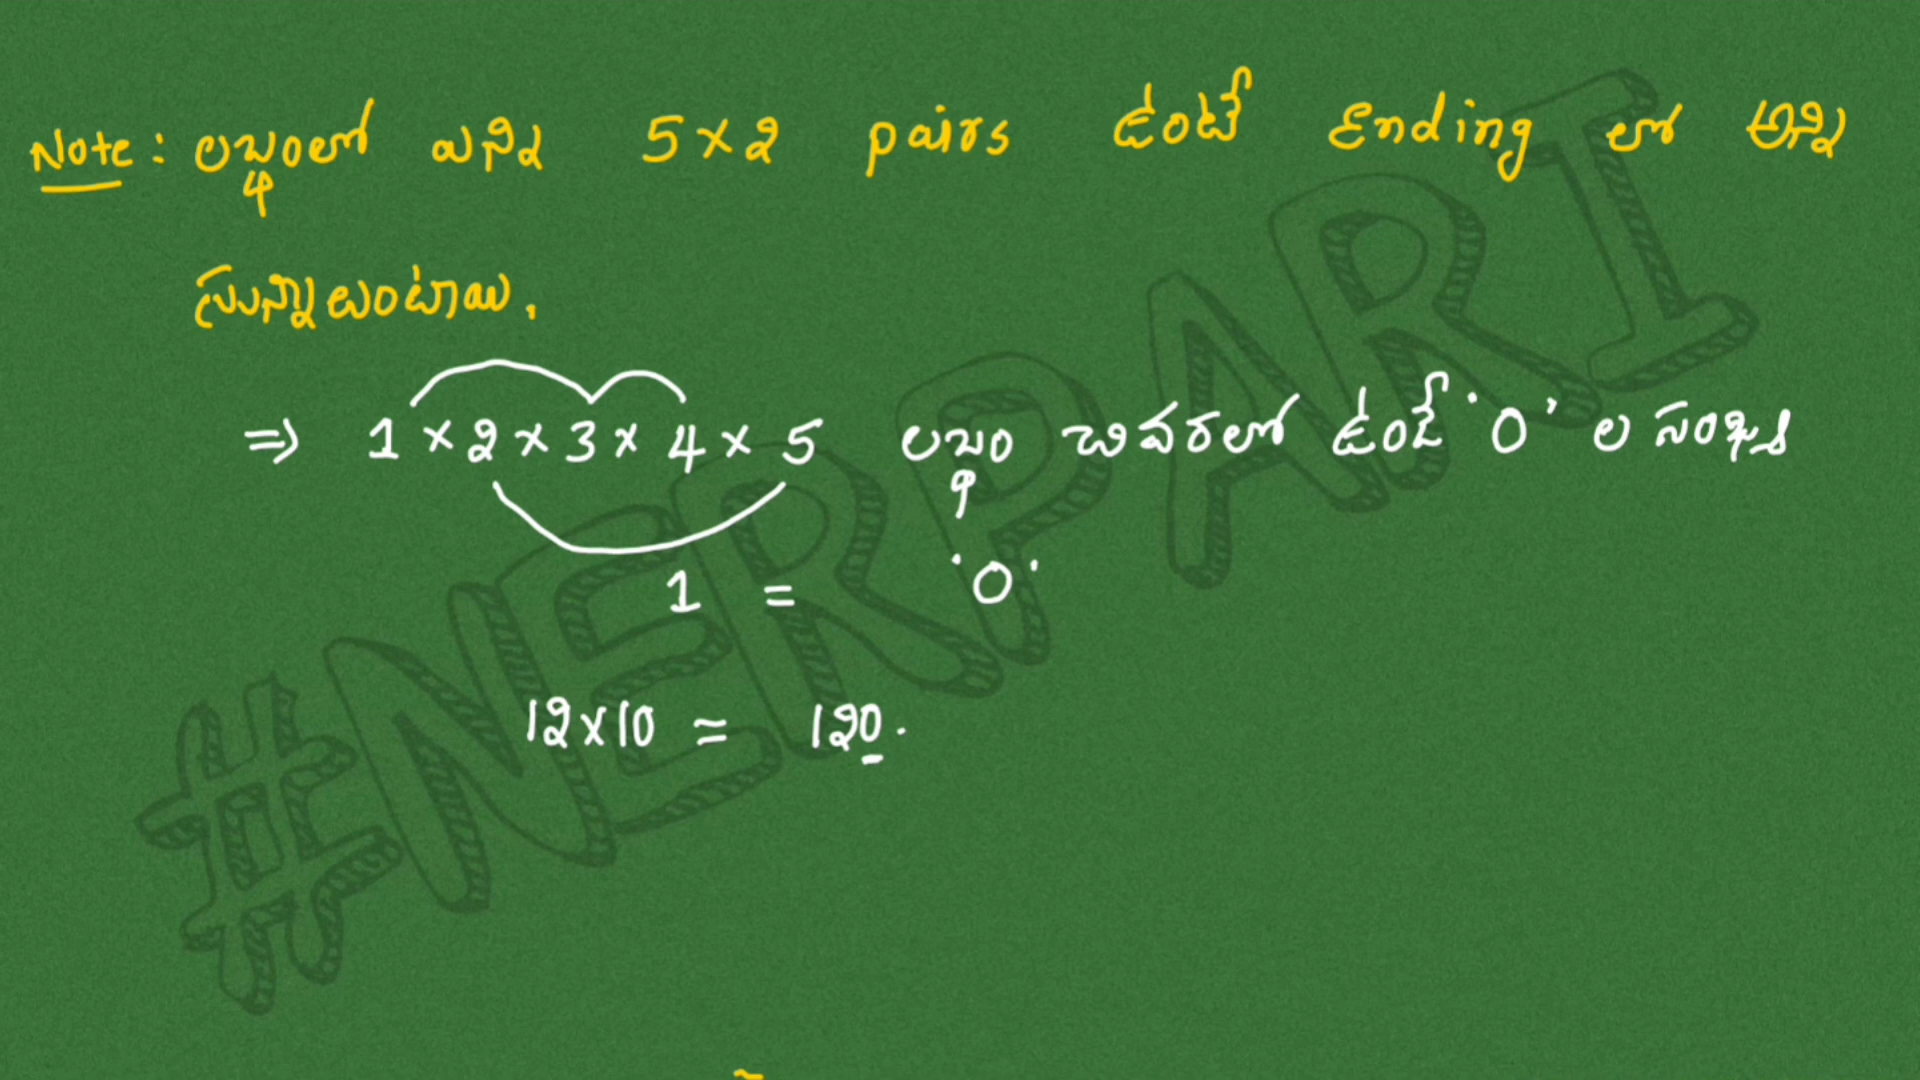 Note: లబ్ధంలో ఎన్ని 5×2 pairs ఉంటే Ending లో అన్ని
సున్నాలుంటాయి.
⇒ 1×2×3×4×5 లబ్ధం చివరలో ఉండే '0' ల సంఖ్య
1 = '0'
12×10 = 120.
#NERPARI